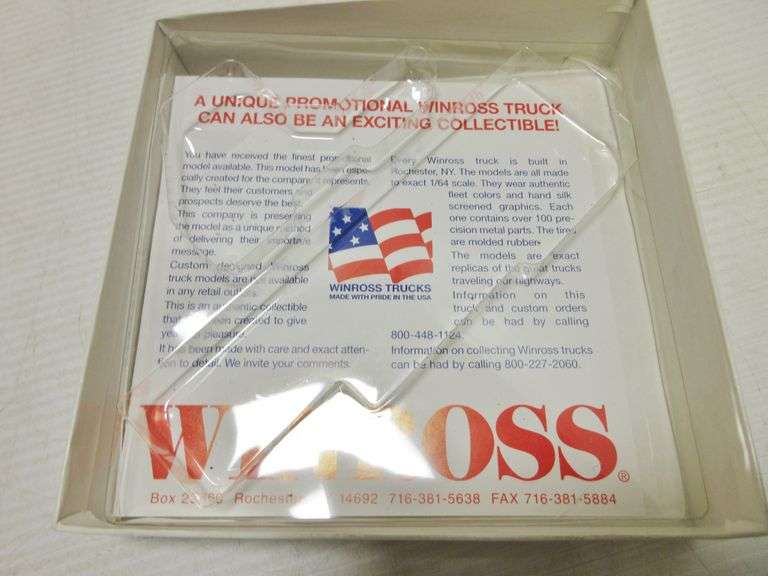 A UNIQUE PROMOTIONAL WINROSS TRUCK
CAN ALSO BE AN EXCITING COLLECTIBLE!
You have received the finest promotional
model available. This model has been espe-
cially created for the company it represents.
They feel their customers and
prospects deserve the best.
This company is presenting
the model as a unique method
of delivering their important
message.
Custom designed Winross
truck models are not available
in any retail outlet.
This is an authentic collectible
that has been created to give
years of pleasure.
It has been made with care and exact atten-
tion to detail. We invite your comments.
WINROSS TRUCKS
MADE WITH PRIDE IN THE USA
Every Winross truck is built in
Rochester, NY. The models are all made
to exact 1/64 scale. They wear authentic
fleet colors and hand silk
screened graphics. Each
one contains over 100 pre-
cision metal parts. The tires
are molded rubber.
The models are exact
replicas of the great trucks
traveling our highways.
Information on this
truck and custom orders
can be had by calling
800-448-1124.
Information on collecting Winross trucks
can be had by calling 800-227-2060.
WINROSS®
Box Rochester 14692 716-381-5638 FAX 716-381-5884